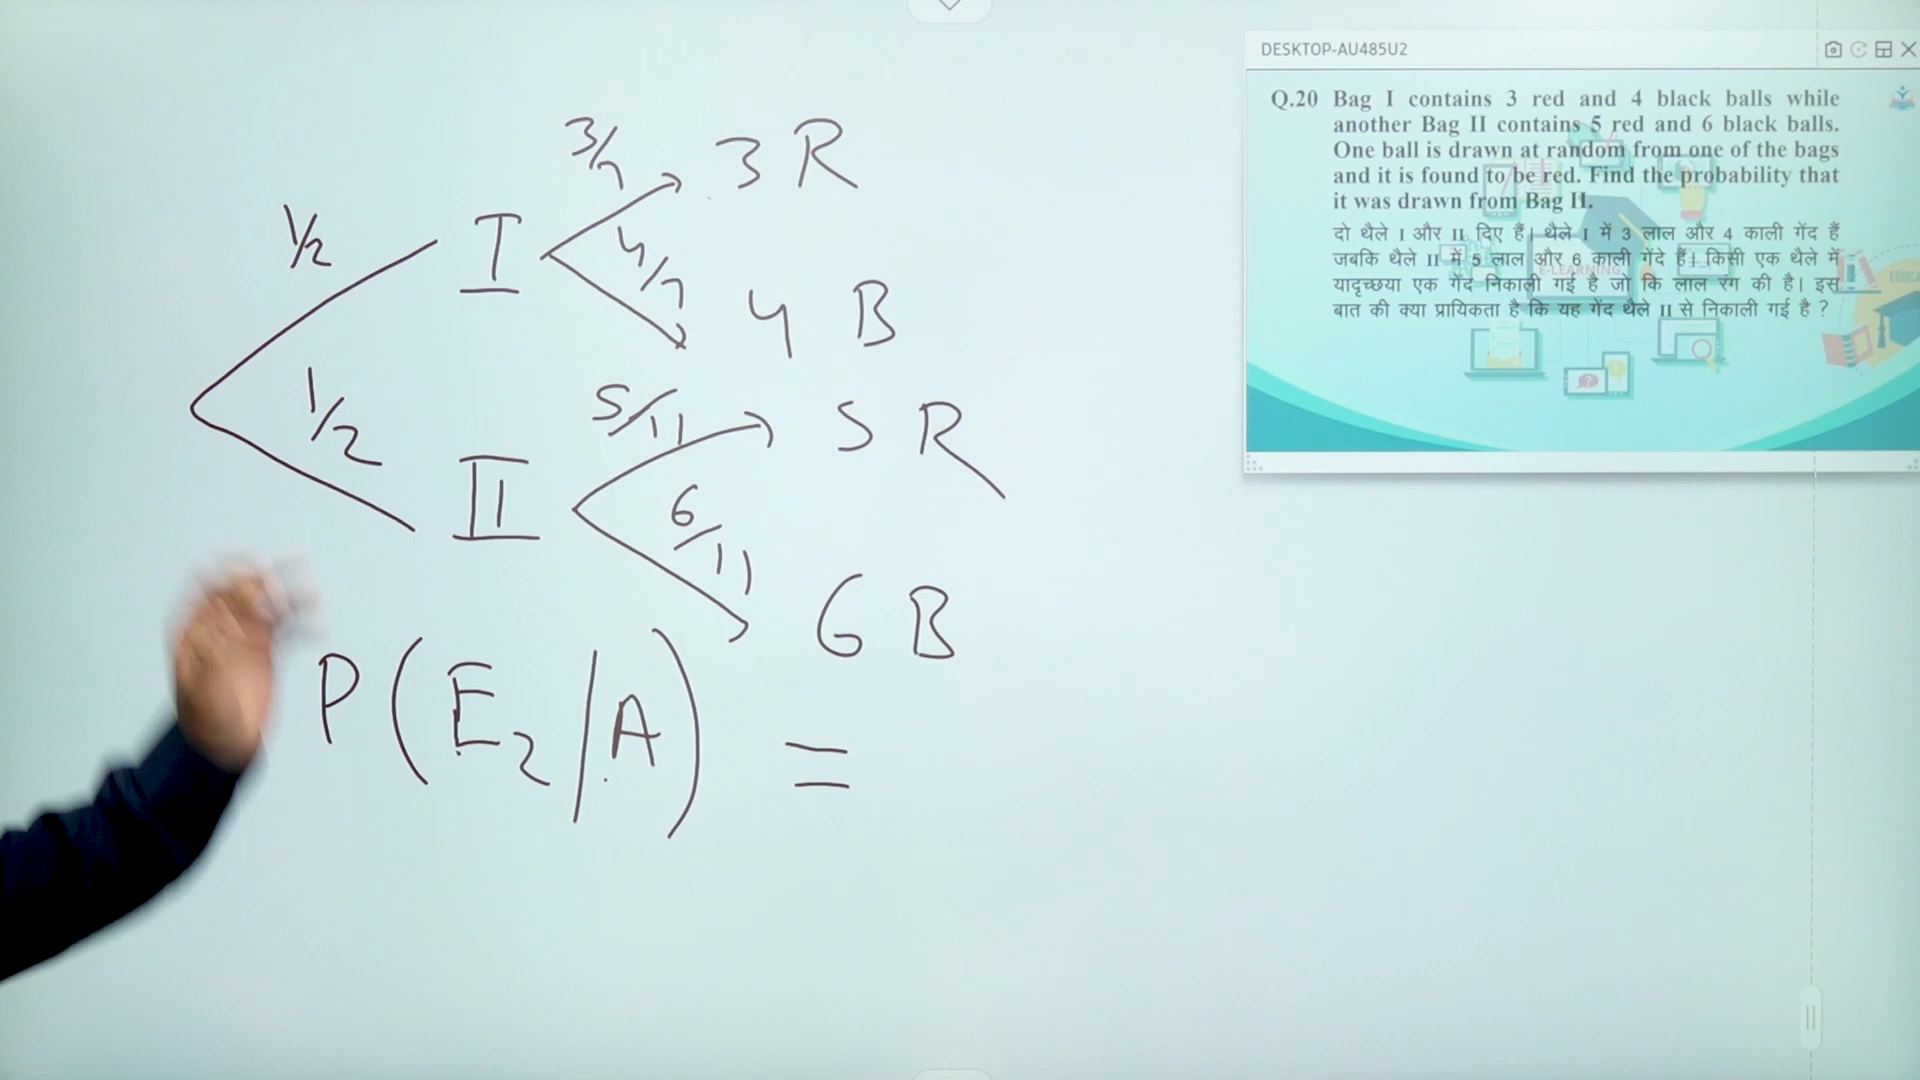 DESKTOP-AU485U2
Q.20 Bag I contains 3 red and 4 black balls while
another Bag II contains 5 red and 6 black balls.
One ball is drawn at random from one of the bags
and it is found to be red. Find the probability that
it was drawn from Bag II.
दो थैले I और II दिए हैं। थैले I में 3 लाल और 4 काली गेंद हैं
जबकि थैले II में 5 लाल और 6 काली गेंदे हैं। किसी एक थैले में
यादृच्छया एक गेंद निकाली गई है जो कि लाल रंग की है। इस
बात की क्या प्रायिकता है कि यह गेंद थैले II से निकाली गई है ?
E-LEARNING
EDUCA
1/2 I 3/7 3 R
4/7 4 B
1/2 II 5/11 5 R
6/11 6 B
P(E₂/A) =